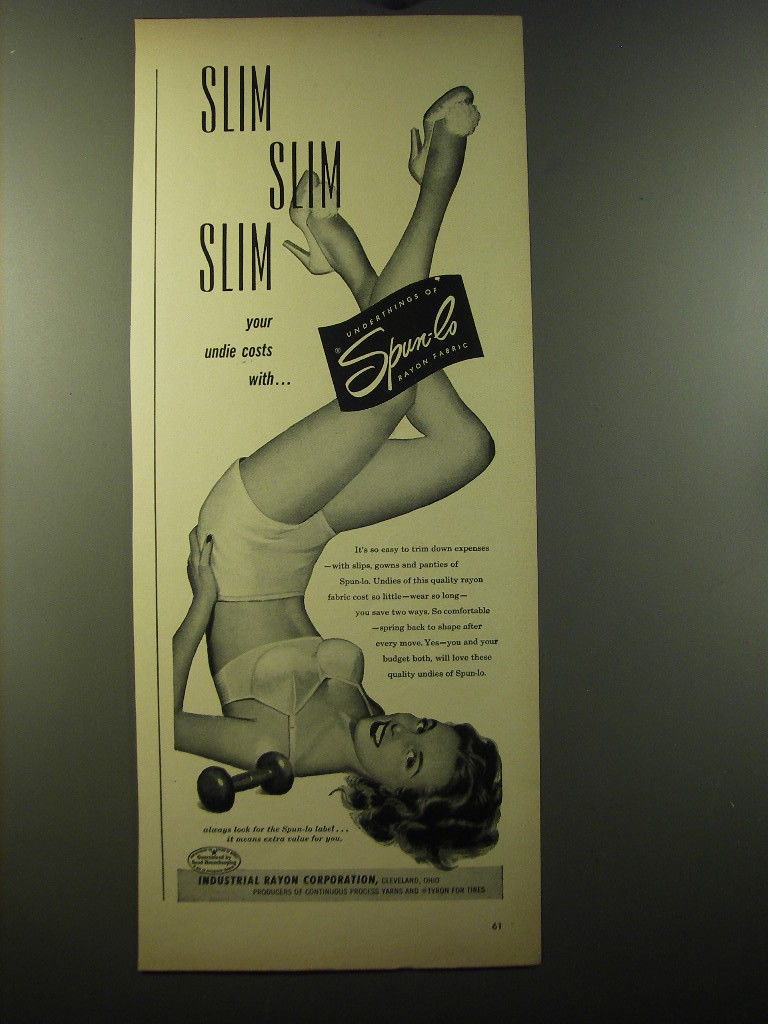 SLIM
SLIM
SLIM
your
undie costs
with...
UNDERTHINGS OF
® Spun-lo
RAYON FABRIC
It's so easy to trim down expenses
—with slips, gowns and panties of
Spun-lo. Undies of this quality rayon
fabric cost so little—wear so long—
you save two ways. So comfortable
—spring back to shape after
every move. Yes—you and your
budget both, will love these
quality undies of Spun-lo.
always look for the Spun-lo label...
it means extra value for you.
Guaranteed by
Good Housekeeping
INDUSTRIAL RAYON CORPORATION, CLEVELAND, OHIO
PRODUCERS OF CONTINUOUS PROCESS YARNS AND ®TYRON FOR TIRES
61